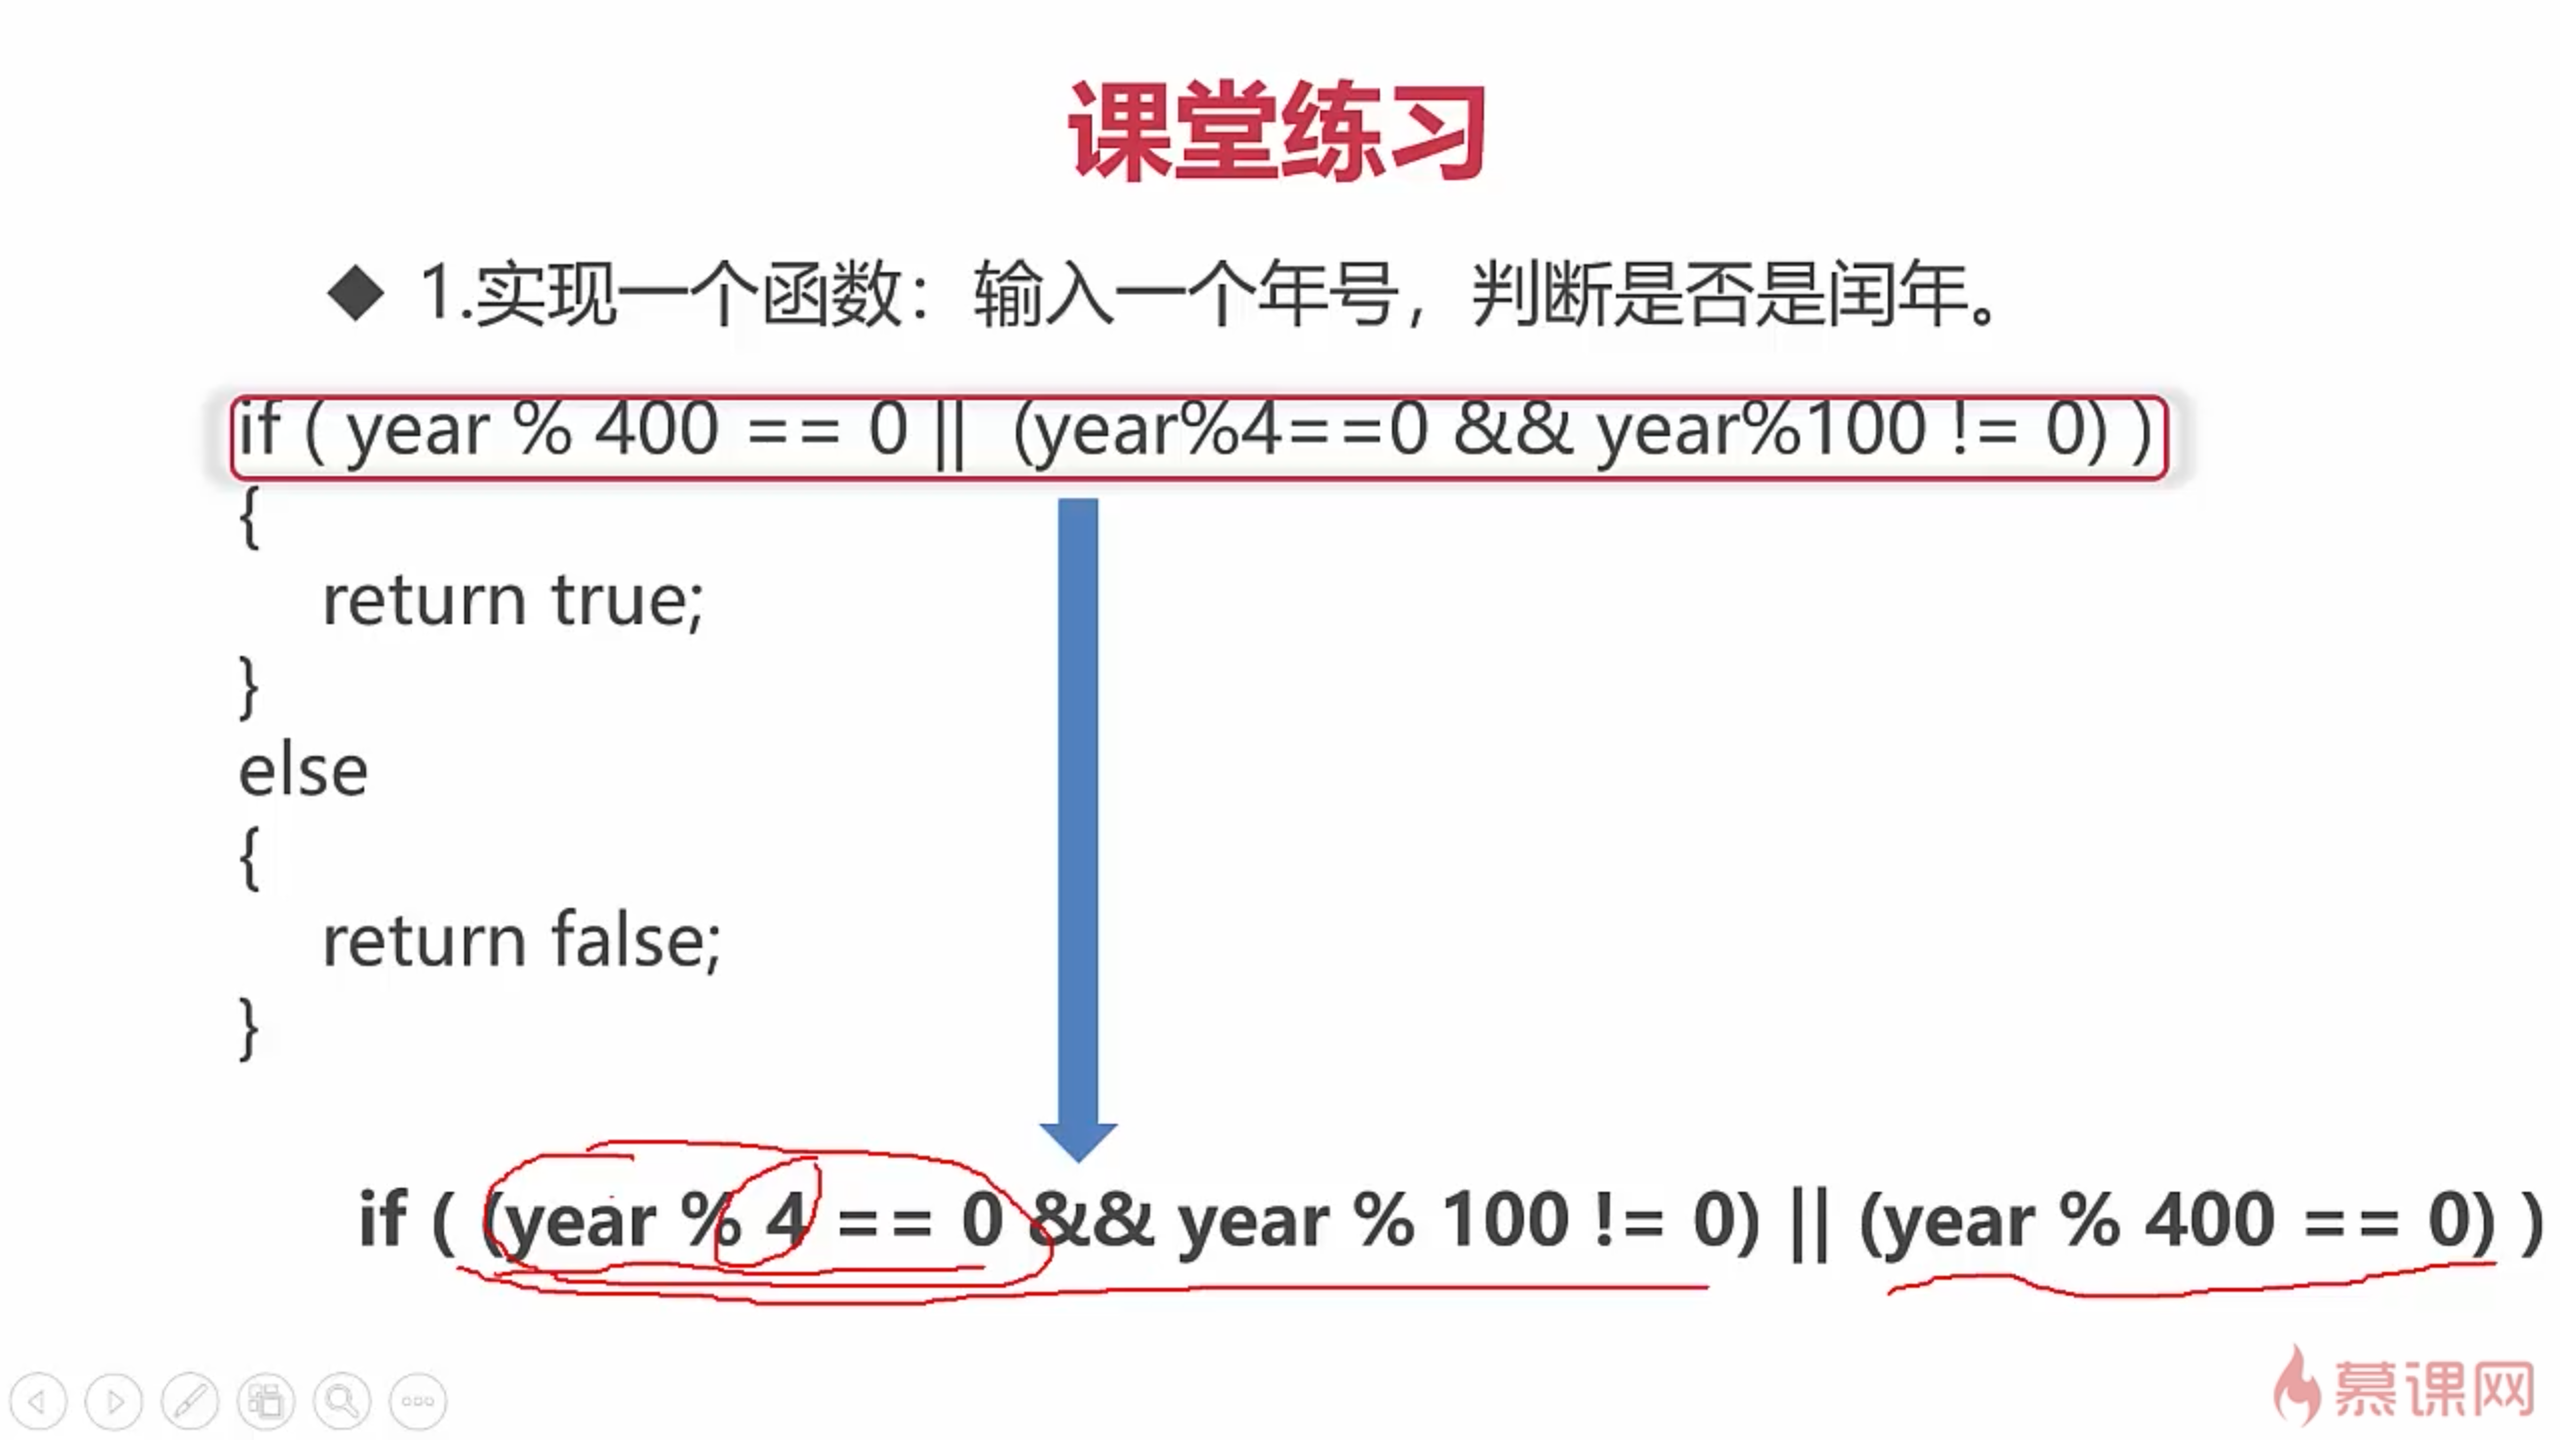 课堂练习
◆ 1.实现一个函数：输入一个年号，判断是否是闰年。
if ( year % 400 == 0 || (year%4==0 && year%100 != 0) )
{
return true;
}
else
{
return false;
}
if ( (year % 4 == 0 && year % 100 != 0) || (year % 400 == 0) )
慕课网